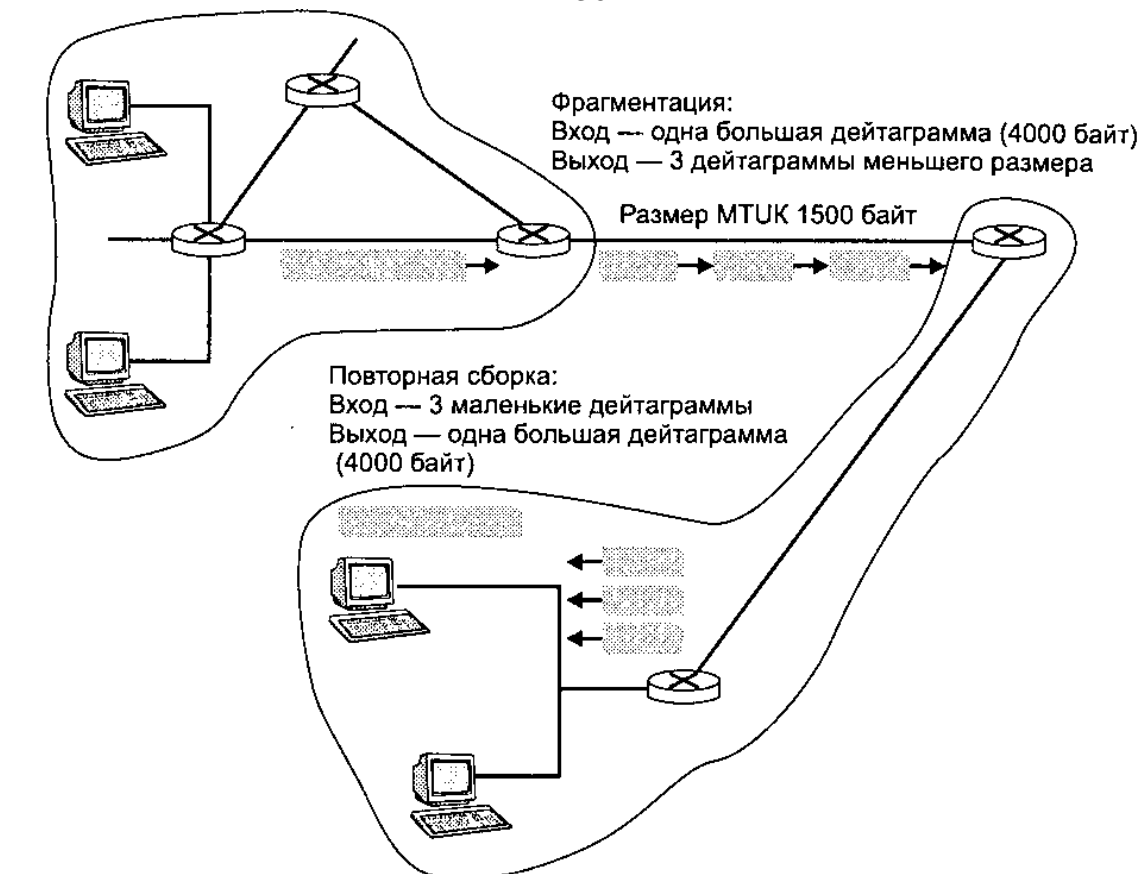 Фрагментация:
Вход — одна большая дейтаграмма (4000 байт)
Выход — 3 дейтаграммы меньшего размера
Размер MTUK 1500 байт
Повторная сборка:
Вход — 3 маленькие дейтаграммы
Выход — одна большая дейтаграмма
(4000 байт)